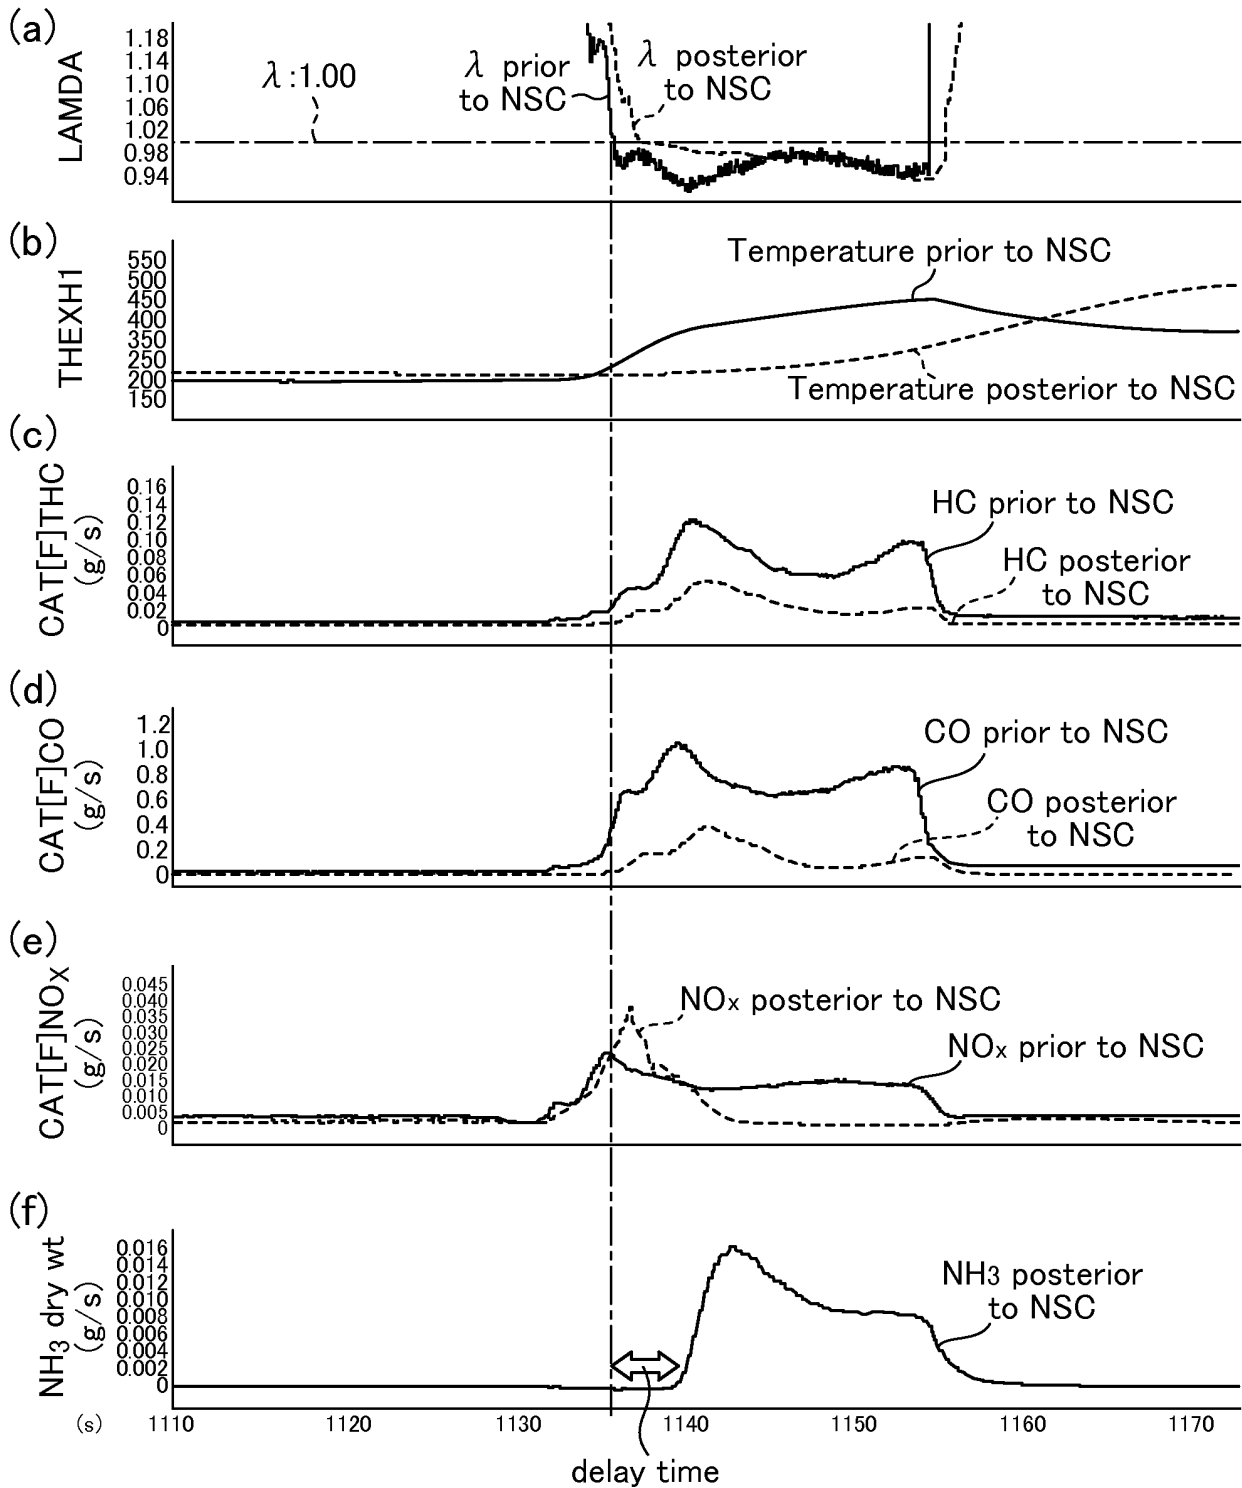 (a)
LAMDA
1.18
1.14
1.10
1.06
1.02
0.98
0.94
λ:1.00
λ prior
to NSC
λ posterior
to NSC
(b)
THEXH1
550
500
450
400
350
250
200
150
Temperature prior to NSC
Temperature posterior to NSC
(c)
CAT[F]THC
(g/s)
0.16
0.14
0.12
0.10
0.08
0.06
0.04
0.02
0
HC prior to NSC
HC posterior
to NSC
(d)
CAT[F]CO
(g/s)
1.2
1.0
0.8
0.6
0.4
0.2
0
CO prior to NSC
CO posterior
to NSC
(e)
CAT[F]NOx
(g/s)
0.045
0.040
0.035
0.030
0.025
0.020
0.015
0.010
0.005
0
NOx posterior to NSC
NOx prior to NSC
(f)
NH3 dry wt
(g/s)
0.016
0.014
0.012
0.010
0.008
0.006
0.004
0.002
0
NH3 posterior
to NSC
(s)
1110 1120 1130 1140 1150 1160 1170
delay time